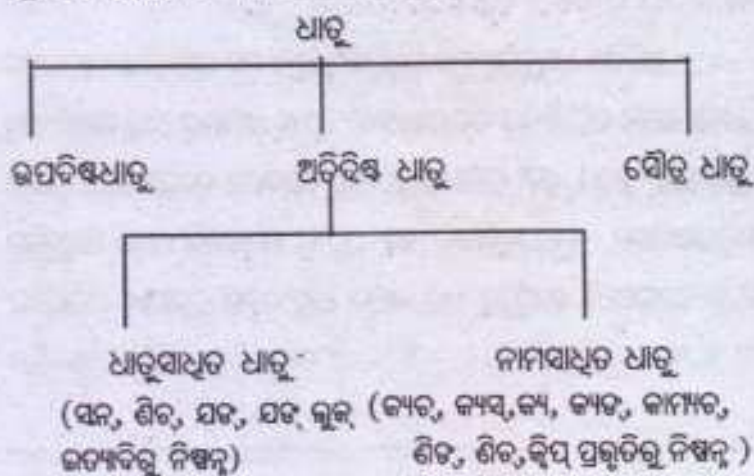 ଧାତୁ
ଉପଦିଷ୍ଟଧାତୁ ଅତିଦିଷ୍ଟ ଧାତୁ ସୌତ୍ର ଧାତୁ
ଧାତୁସାଧିତ ଧାତୁ ନାମସାଧିତ ଧାତୁ
(ସନ୍, ଣିଚ୍, ଯଙ୍, ଯଙ୍ ଲୁକ୍ (କ୍ୟଚ୍, କ୍ୟସ୍,କ୍ୟ, କ୍ୟଙ୍, କାମ୍ୟଚ୍,
ଇତ୍ୟାଦିରୁ ନିଷ୍ପନ୍ନ) ଣିଙ୍, ଣିଚ୍,କ୍ୱିପ୍ ପ୍ରଭୃତିରୁ ନିଷ୍ପନ୍ନ )